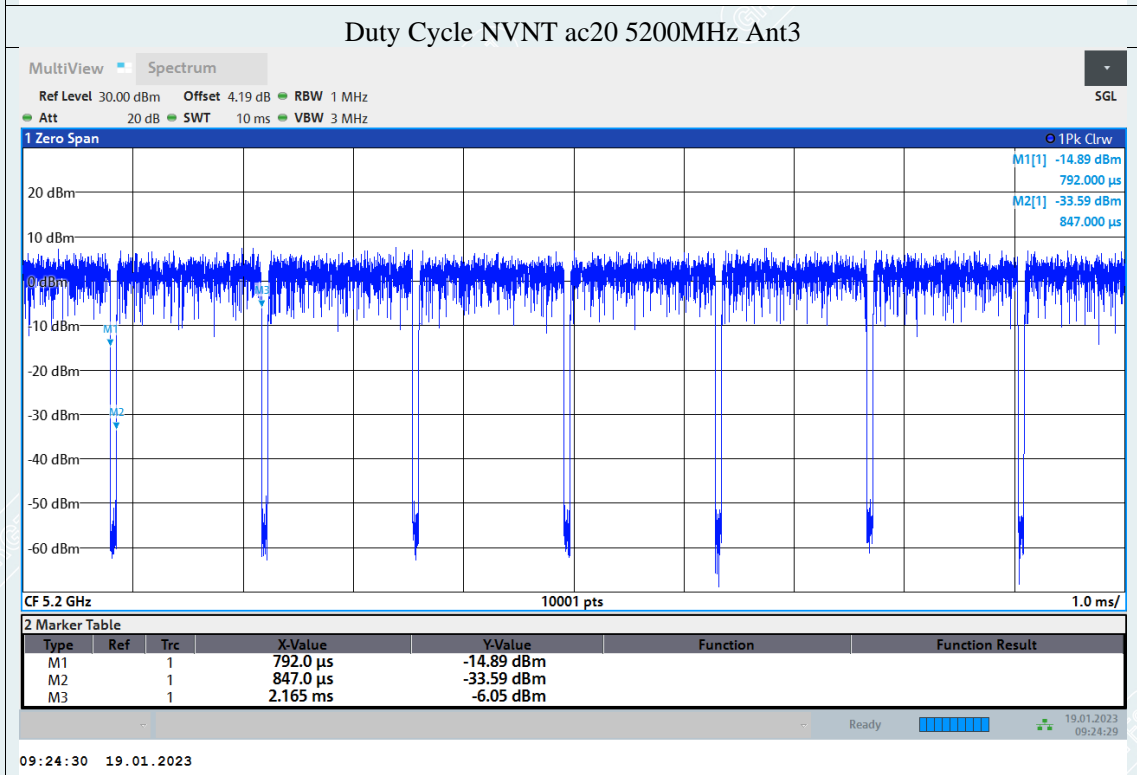 Duty Cycle NVNT ac20 5200MHz Ant3
MultiView Spectrum
Ref Level 30.00 dBm Offset 4.19 dB RBW 1 MHz SGL
Att 20 dB SWT 10 ms VBW 3 MHz
1 Zero Span 1Pk Clrw
M1[1] -14.89 dBm
792.000 µs
20 dBm M2[1] -33.59 dBm
847.000 µs
10 dBm
0 dBm
M3
-10 dBm
M1
-20 dBm
-30 dBm
M2
-40 dBm
-50 dBm
-60 dBm
CF 5.2 GHz 10001 pts 1.0 ms/
2 Marker Table
Type Ref Trc X-Value Y-Value Function Function Result
M1 1 792.0 µs -14.89 dBm
M2 1 847.0 µs -33.59 dBm
M3 1 2.165 ms -6.05 dBm
Ready 19.01.2023
09:24:29
09:24:30 19.01.2023